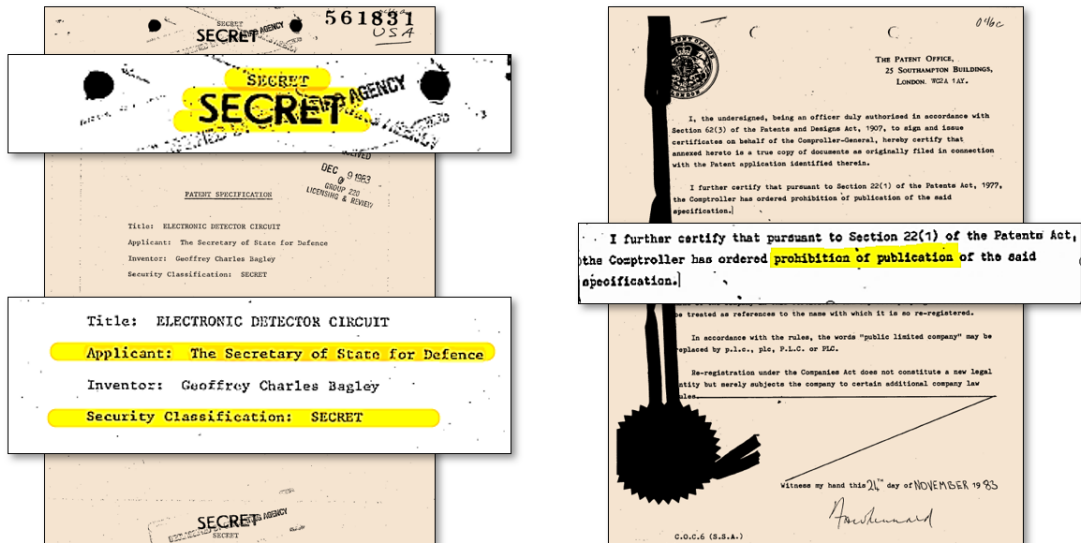 561831
USA
SECRET
SECRET AGENCY
SECRET
SECRET AGENCY
DEC 9 1983
GROUP 220
LICENSING & REVIEW
PATENT SPECIFICATION
Title: ELECTRONIC DETECTOR CIRCUIT
Applicant: The Secretary of State for Defence
Inventor: Geoffrey Charles Bagley
Security Classification: SECRET
Title: ELECTRONIC DETECTOR CIRCUIT
Applicant: The Secretary of State for Defence
Inventor: Geoffrey Charles Bagley
Security Classification: SECRET
SECRET AGENCY
SECRET
THE PATENT OFFICE,
25 SOUTHAMPTON BUILDINGS,
LONDON. WC2A 1AY.
I, the undersigned, being an officer duly authorised in accordance with
Section 62(3) of the Patents and Designs Act, 1907, to sign and issue
certificates on behalf of the Comptroller-General, hereby certify that
annexed hereto is a true copy of documents as originally filed in connection
with the Patent application identified therein.
I further certify that pursuant to Section 22(1) of the Patents Act, 1977,
the Comptroller has ordered prohibition of publication of the said
specification.
I further certify that pursuant to Section 22(1) of the Patents Act,
the Comptroller has ordered prohibition of publication of the said
specification.
be treated as references to the name with which it is so re-registered.
In accordance with the rules, the words "public limited company" may be
replaced by p.l.c., plc, P.L.C. or PLC.
Re-registration under the Companies Act does not constitute a new legal
entity but merely subjects the company to certain additional company law
rules.
Witness my hand this 24th day of NOVEMBER 1983
C.O.C.6 (S.S.A.)